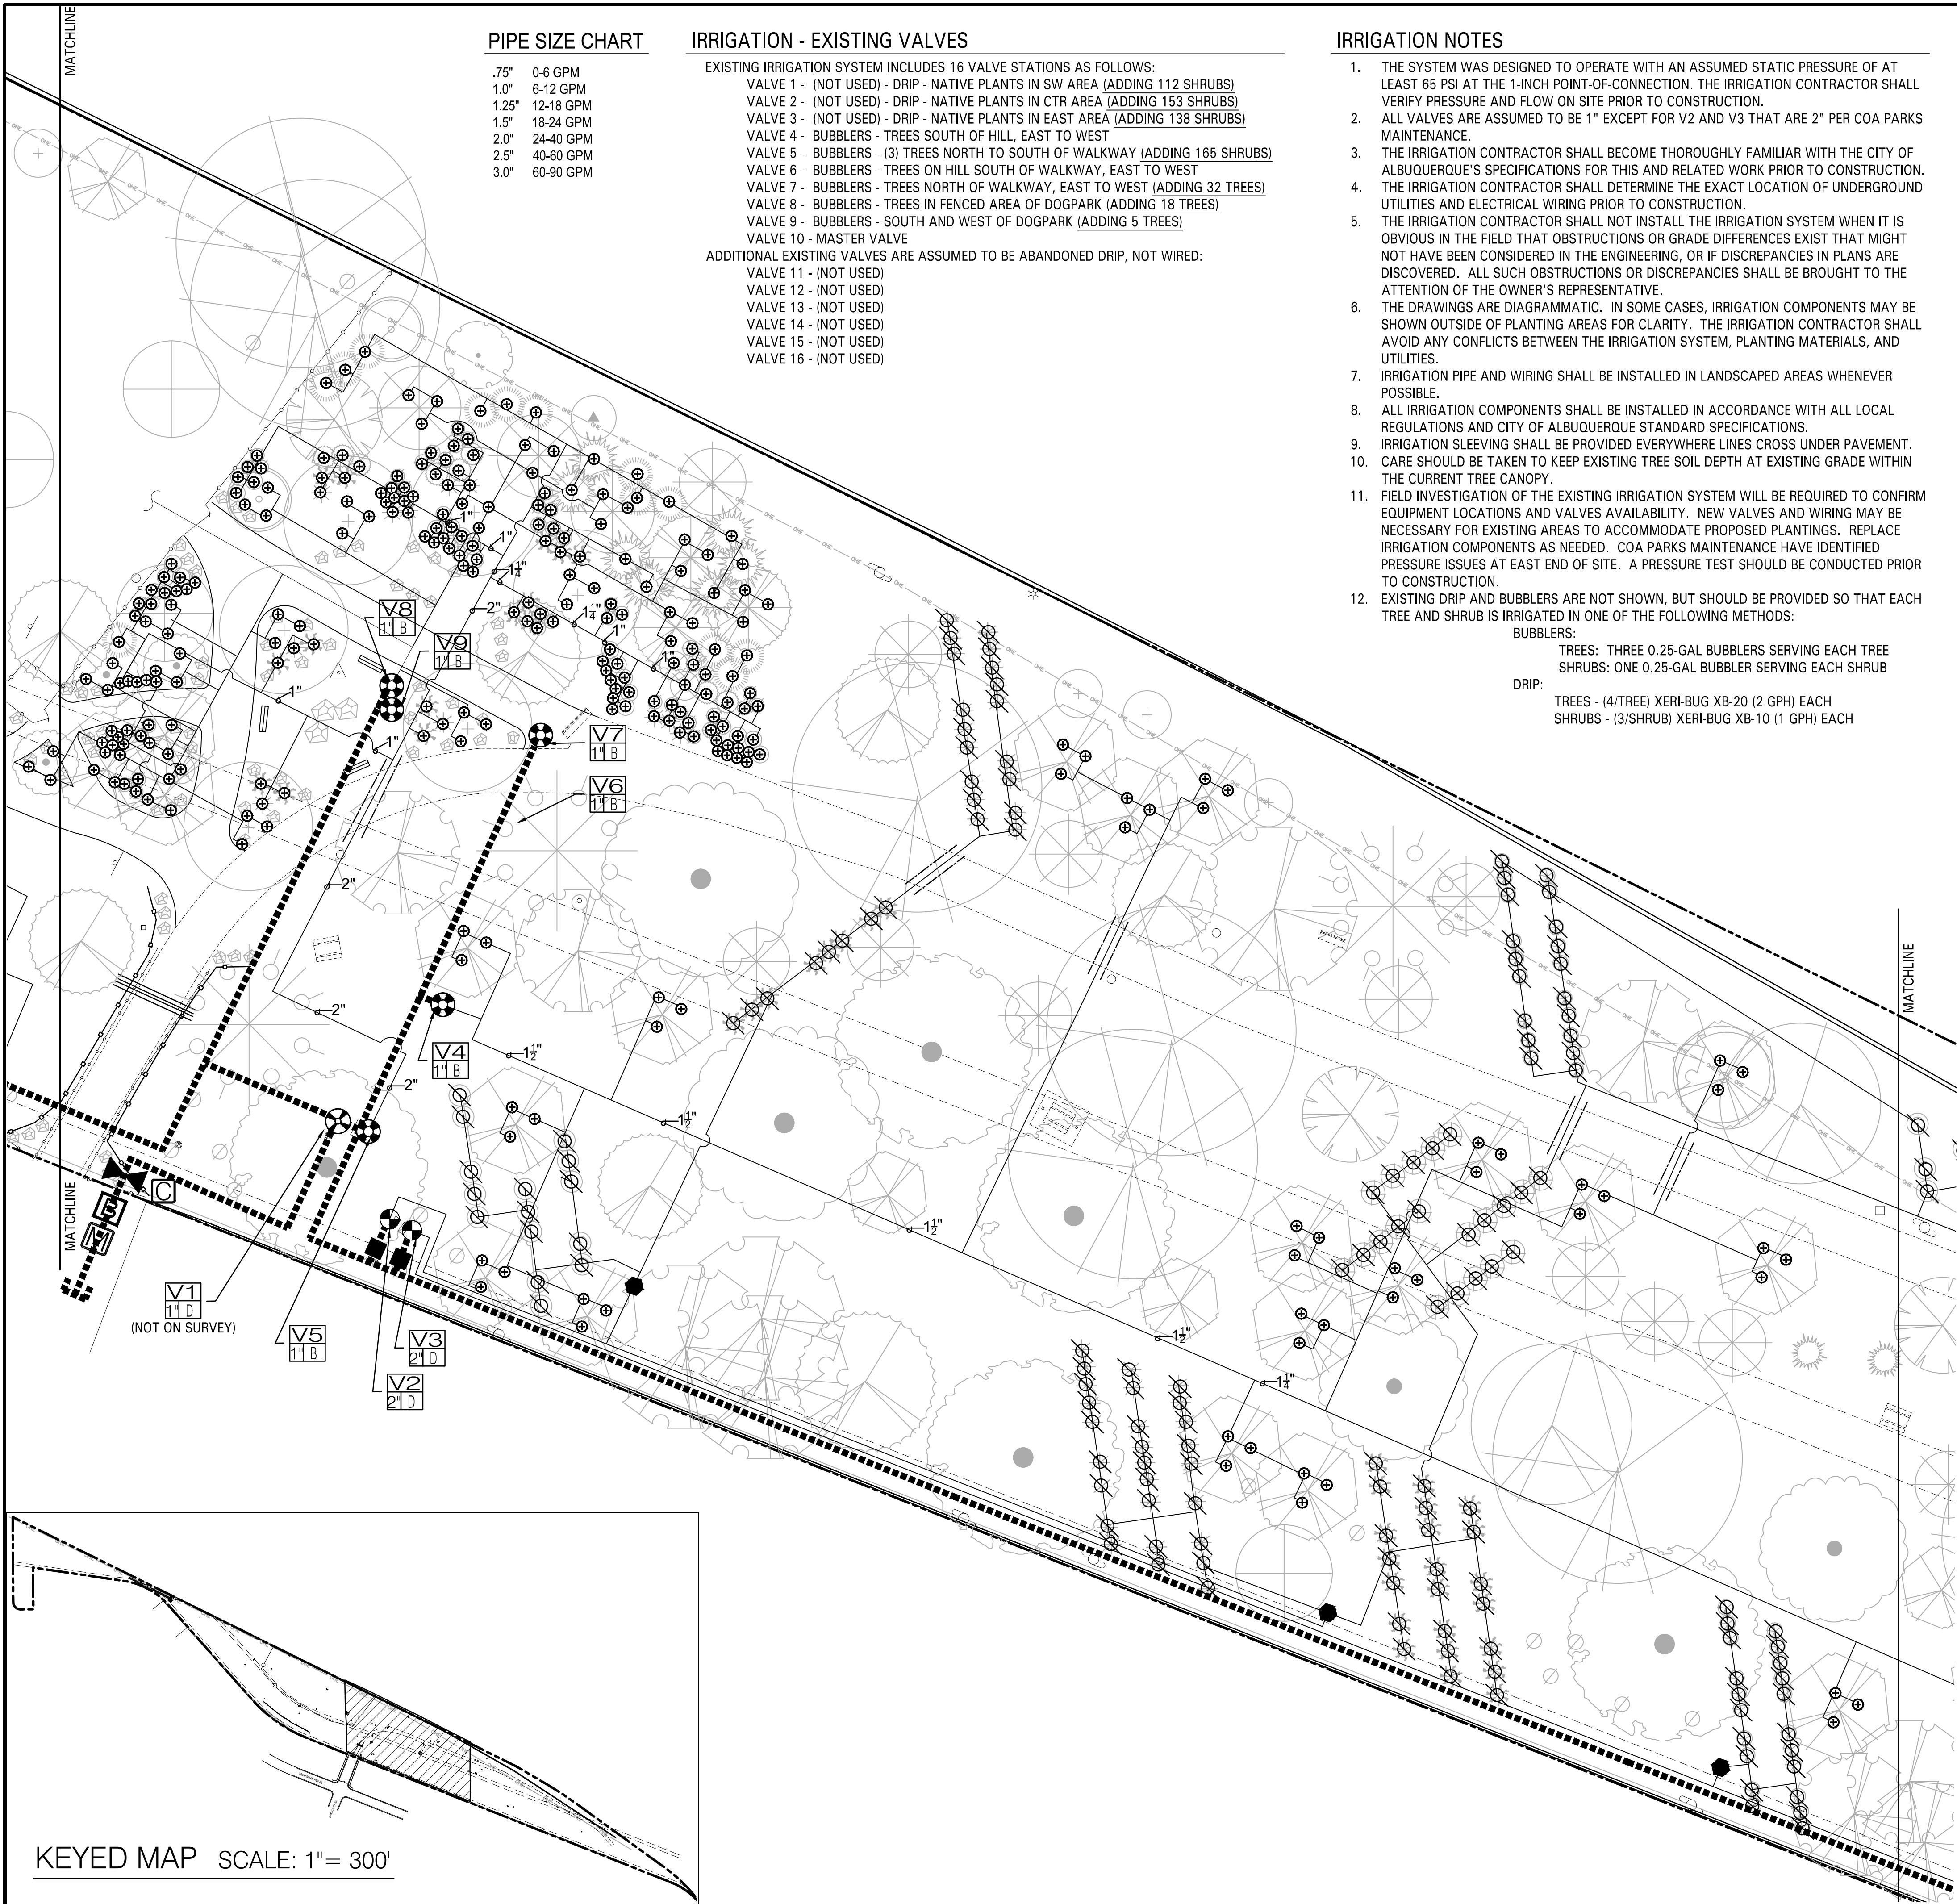 MATCHLINE
PIPE SIZE CHART
.75" 0-6 GPM
1.0" 6-12 GPM
1.25" 12-18 GPM
1.5" 18-24 GPM
2.0" 24-40 GPM
2.5" 40-60 GPM
3.0" 60-90 GPM
IRRIGATION - EXISTING VALVES
EXISTING IRRIGATION SYSTEM INCLUDES 16 VALVE STATIONS AS FOLLOWS:
VALVE 1 - (NOT USED) - DRIP - NATIVE PLANTS IN SW AREA (ADDING 112 SHRUBS)
VALVE 2 - (NOT USED) - DRIP - NATIVE PLANTS IN CTR AREA (ADDING 153 SHRUBS)
VALVE 3 - (NOT USED) - DRIP - NATIVE PLANTS IN EAST AREA (ADDING 138 SHRUBS)
VALVE 4 - BUBBLERS - TREES SOUTH OF HILL, EAST TO WEST
VALVE 5 - BUBBLERS - (3) TREES NORTH TO SOUTH OF WALKWAY (ADDING 165 SHRUBS)
VALVE 6 - BUBBLERS - TREES ON HILL SOUTH OF WALKWAY, EAST TO WEST
VALVE 7 - BUBBLERS - TREES NORTH OF WALKWAY, EAST TO WEST (ADDING 32 TREES)
VALVE 8 - BUBBLERS - TREES IN FENCED AREA OF DOGPARK (ADDING 18 TREES)
VALVE 9 - BUBBLERS - SOUTH AND WEST OF DOGPARK (ADDING 5 TREES)
VALVE 10 - MASTER VALVE
ADDITIONAL EXISTING VALVES ARE ASSUMED TO BE ABANDONED DRIP, NOT WIRED:
VALVE 11 - (NOT USED)
VALVE 12 - (NOT USED)
VALVE 13 - (NOT USED)
VALVE 14 - (NOT USED)
VALVE 15 - (NOT USED)
VALVE 16 - (NOT USED)
IRRIGATION NOTES
1. THE SYSTEM WAS DESIGNED TO OPERATE WITH AN ASSUMED STATIC PRESSURE OF AT
LEAST 65 PSI AT THE 1-INCH POINT-OF-CONNECTION. THE IRRIGATION CONTRACTOR SHALL
VERIFY PRESSURE AND FLOW ON SITE PRIOR TO CONSTRUCTION.
2. ALL VALVES ARE ASSUMED TO BE 1" EXCEPT FOR V2 AND V3 THAT ARE 2" PER COA PARKS
MAINTENANCE.
3. THE IRRIGATION CONTRACTOR SHALL BECOME THOROUGHLY FAMILIAR WITH THE CITY OF
ALBUQUERQUE'S SPECIFICATIONS FOR THIS AND RELATED WORK PRIOR TO CONSTRUCTION.
4. THE IRRIGATION CONTRACTOR SHALL DETERMINE THE EXACT LOCATION OF UNDERGROUND
UTILITIES AND ELECTRICAL WIRING PRIOR TO CONSTRUCTION.
5. THE IRRIGATION CONTRACTOR SHALL NOT INSTALL THE IRRIGATION SYSTEM WHEN IT IS
OBVIOUS IN THE FIELD THAT OBSTRUCTIONS OR GRADE DIFFERENCES EXIST THAT MIGHT
NOT HAVE BEEN CONSIDERED IN THE ENGINEERING, OR IF DISCREPANCIES IN PLANS ARE
DISCOVERED. ALL SUCH OBSTRUCTIONS OR DISCREPANCIES SHALL BE BROUGHT TO THE
ATTENTION OF THE OWNER'S REPRESENTATIVE.
6. THE DRAWINGS ARE DIAGRAMMATIC. IN SOME CASES, IRRIGATION COMPONENTS MAY BE
SHOWN OUTSIDE OF PLANTING AREAS FOR CLARITY. THE IRRIGATION CONTRACTOR SHALL
AVOID ANY CONFLICTS BETWEEN THE IRRIGATION SYSTEM, PLANTING MATERIALS, AND
UTILITIES.
7. IRRIGATION PIPE AND WIRING SHALL BE INSTALLED IN LANDSCAPED AREAS WHENEVER
POSSIBLE.
8. ALL IRRIGATION COMPONENTS SHALL BE INSTALLED IN ACCORDANCE WITH ALL LOCAL
REGULATIONS AND CITY OF ALBUQUERQUE STANDARD SPECIFICATIONS.
9. IRRIGATION SLEEVING SHALL BE PROVIDED EVERYWHERE LINES CROSS UNDER PAVEMENT.
10. CARE SHOULD BE TAKEN TO KEEP EXISTING TREE SOIL DEPTH AT EXISTING GRADE WITHIN
THE CURRENT TREE CANOPY.
11. FIELD INVESTIGATION OF THE EXISTING IRRIGATION SYSTEM WILL BE REQUIRED TO CONFIRM
EQUIPMENT LOCATIONS AND VALVES AVAILABILITY. NEW VALVES AND WIRING MAY BE
NECESSARY FOR EXISTING AREAS TO ACCOMMODATE PROPOSED PLANTINGS. REPLACE
IRRIGATION COMPONENTS AS NEEDED. COA PARKS MAINTENANCE HAVE IDENTIFIED
PRESSURE ISSUES AT EAST END OF SITE. A PRESSURE TEST SHOULD BE CONDUCTED PRIOR
TO CONSTRUCTION.
12. EXISTING DRIP AND BUBBLERS ARE NOT SHOWN, BUT SHOULD BE PROVIDED SO THAT EACH
TREE AND SHRUB IS IRRIGATED IN ONE OF THE FOLLOWING METHODS:
BUBBLERS:
TREES: THREE 0.25-GAL BUBBLERS SERVING EACH TREE
SHRUBS: ONE 0.25-GAL BUBBLER SERVING EACH SHRUB
DRIP:
TREES - (4/TREE) XERI-BUG XB-20 (2 GPH) EACH
SHRUBS - (3/SHRUB) XERI-BUG XB-10 (1 GPH) EACH
1"
1"
1 1/4"
2"
1 1/4"
1"
1"
V8
1" B
V9
1" B
1"
1"
V7
1" B
V6
1" B
2"
2"
V4
1" B
1 1/2"
2"
1 1/2"
1 1/2"
1 1/2"
1 1/4"
MATCHLINE
MATCHLINE
C
B
M
V1
1" D
(NOT ON SURVEY)
V5
1" B
V3
2" D
V2
2" D
KEYED MAP SCALE: 1"= 300'